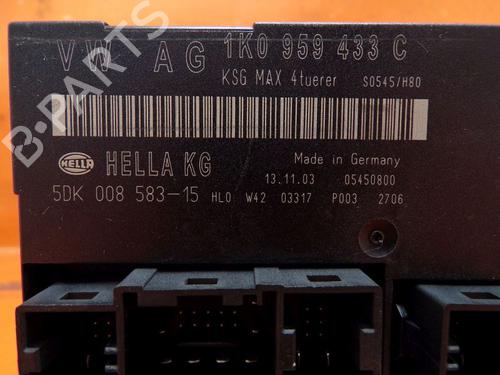 VW AG 1K0 959 433 C
KSG MAX 4tuerer S0545/H80
HELLA HELLA KG Made in Germany
13.11.03 05450800
5DK 008 583-15 HL0 W42 03317 P003 2706
B-PARTS